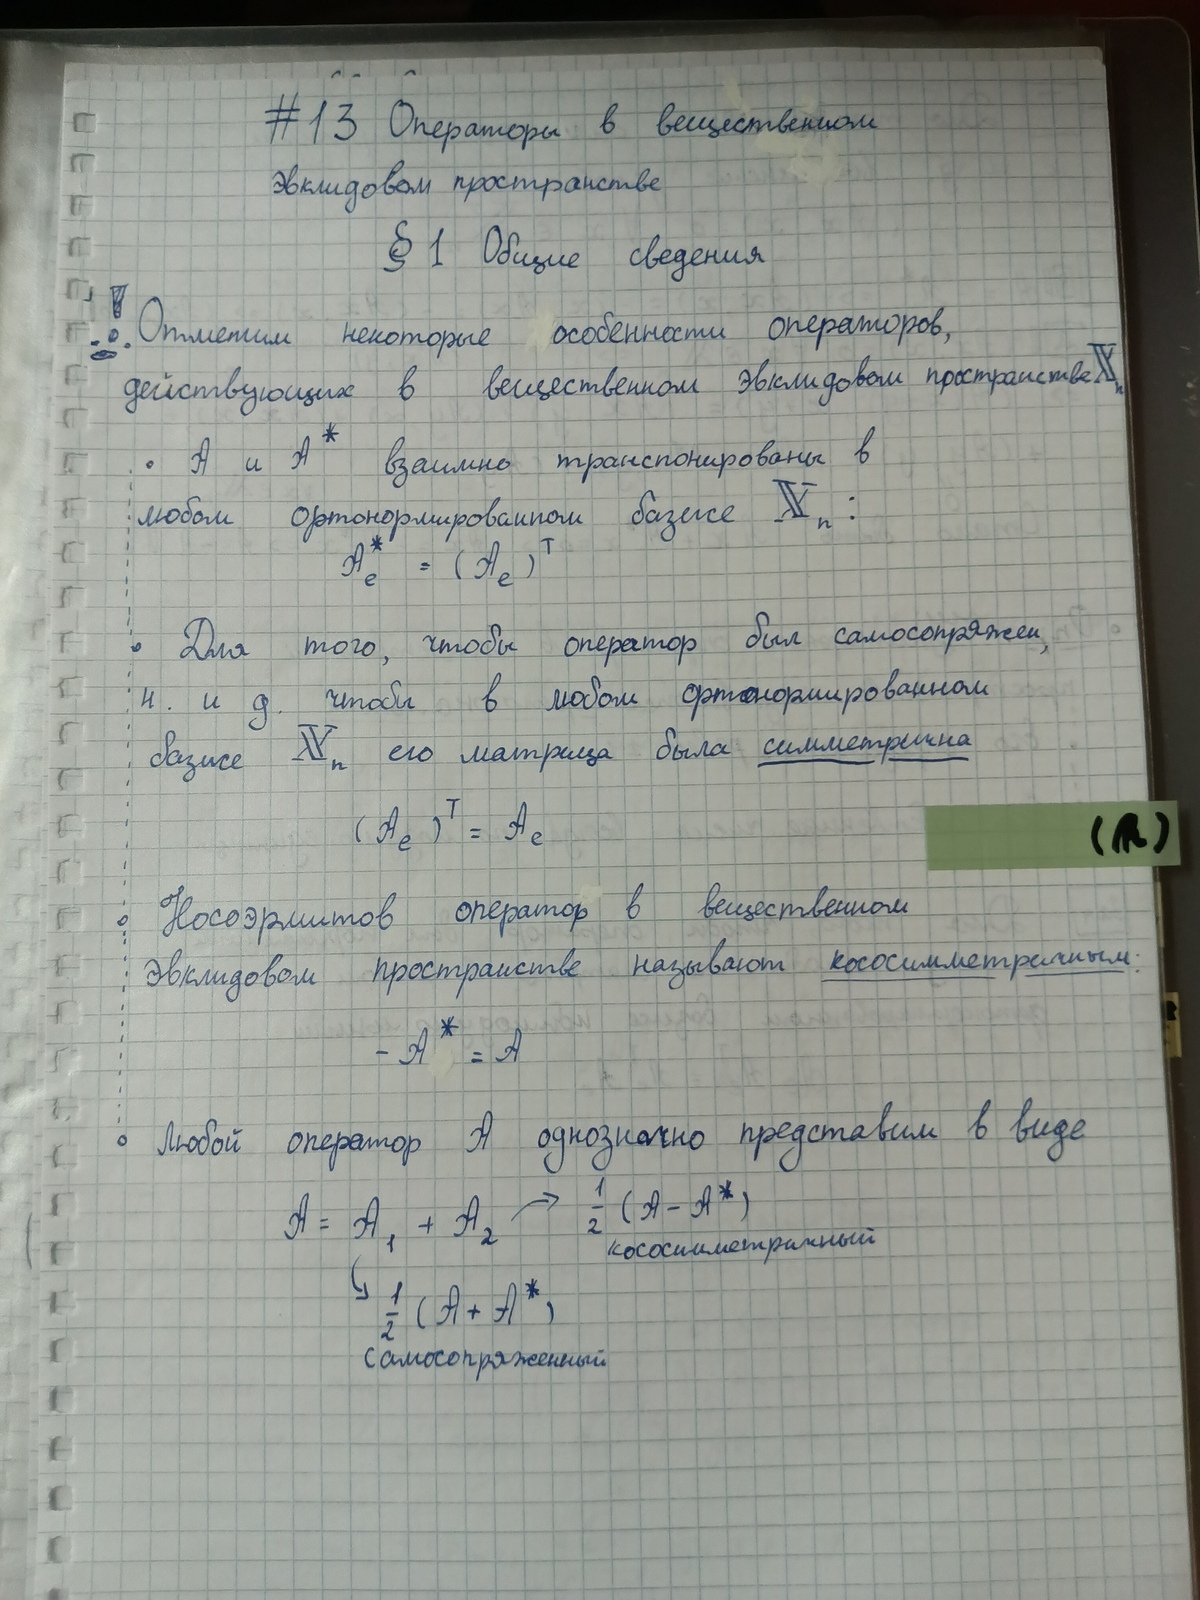 #13 Операторы в вещественном
эвклидовом пространстве
§1 Общие сведения
Отметим некоторые особенности операторов,
действующих в вещественном эвклидовом пространстве 𝕏ₙ
• 𝒜 и 𝒜* взаимно транспонированы в
любом ортонормированном базисе 𝕏ₙ:
𝒜ₑ* = (𝒜ₑ)ᵀ
• Для того, чтобы оператор был самосопряжен,
н. и д. чтобы в любом ортонормированном
базисе 𝕏ₙ его матрица была симметрична
(𝒜ₑ)ᵀ = 𝒜ₑ
(R)
• Косоэрмитов оператор в вещественном
эвклидовом пространстве называют кососимметричным:
- 𝒜* = 𝒜
• Любой оператор 𝒜 однозначно представим в виде
𝒜 = 𝒜₁ + 𝒜₂ → 1/2 (𝒜 - 𝒜*)
кососимметричный
↳ 1/2 (𝒜 + 𝒜*)
самосопряженный